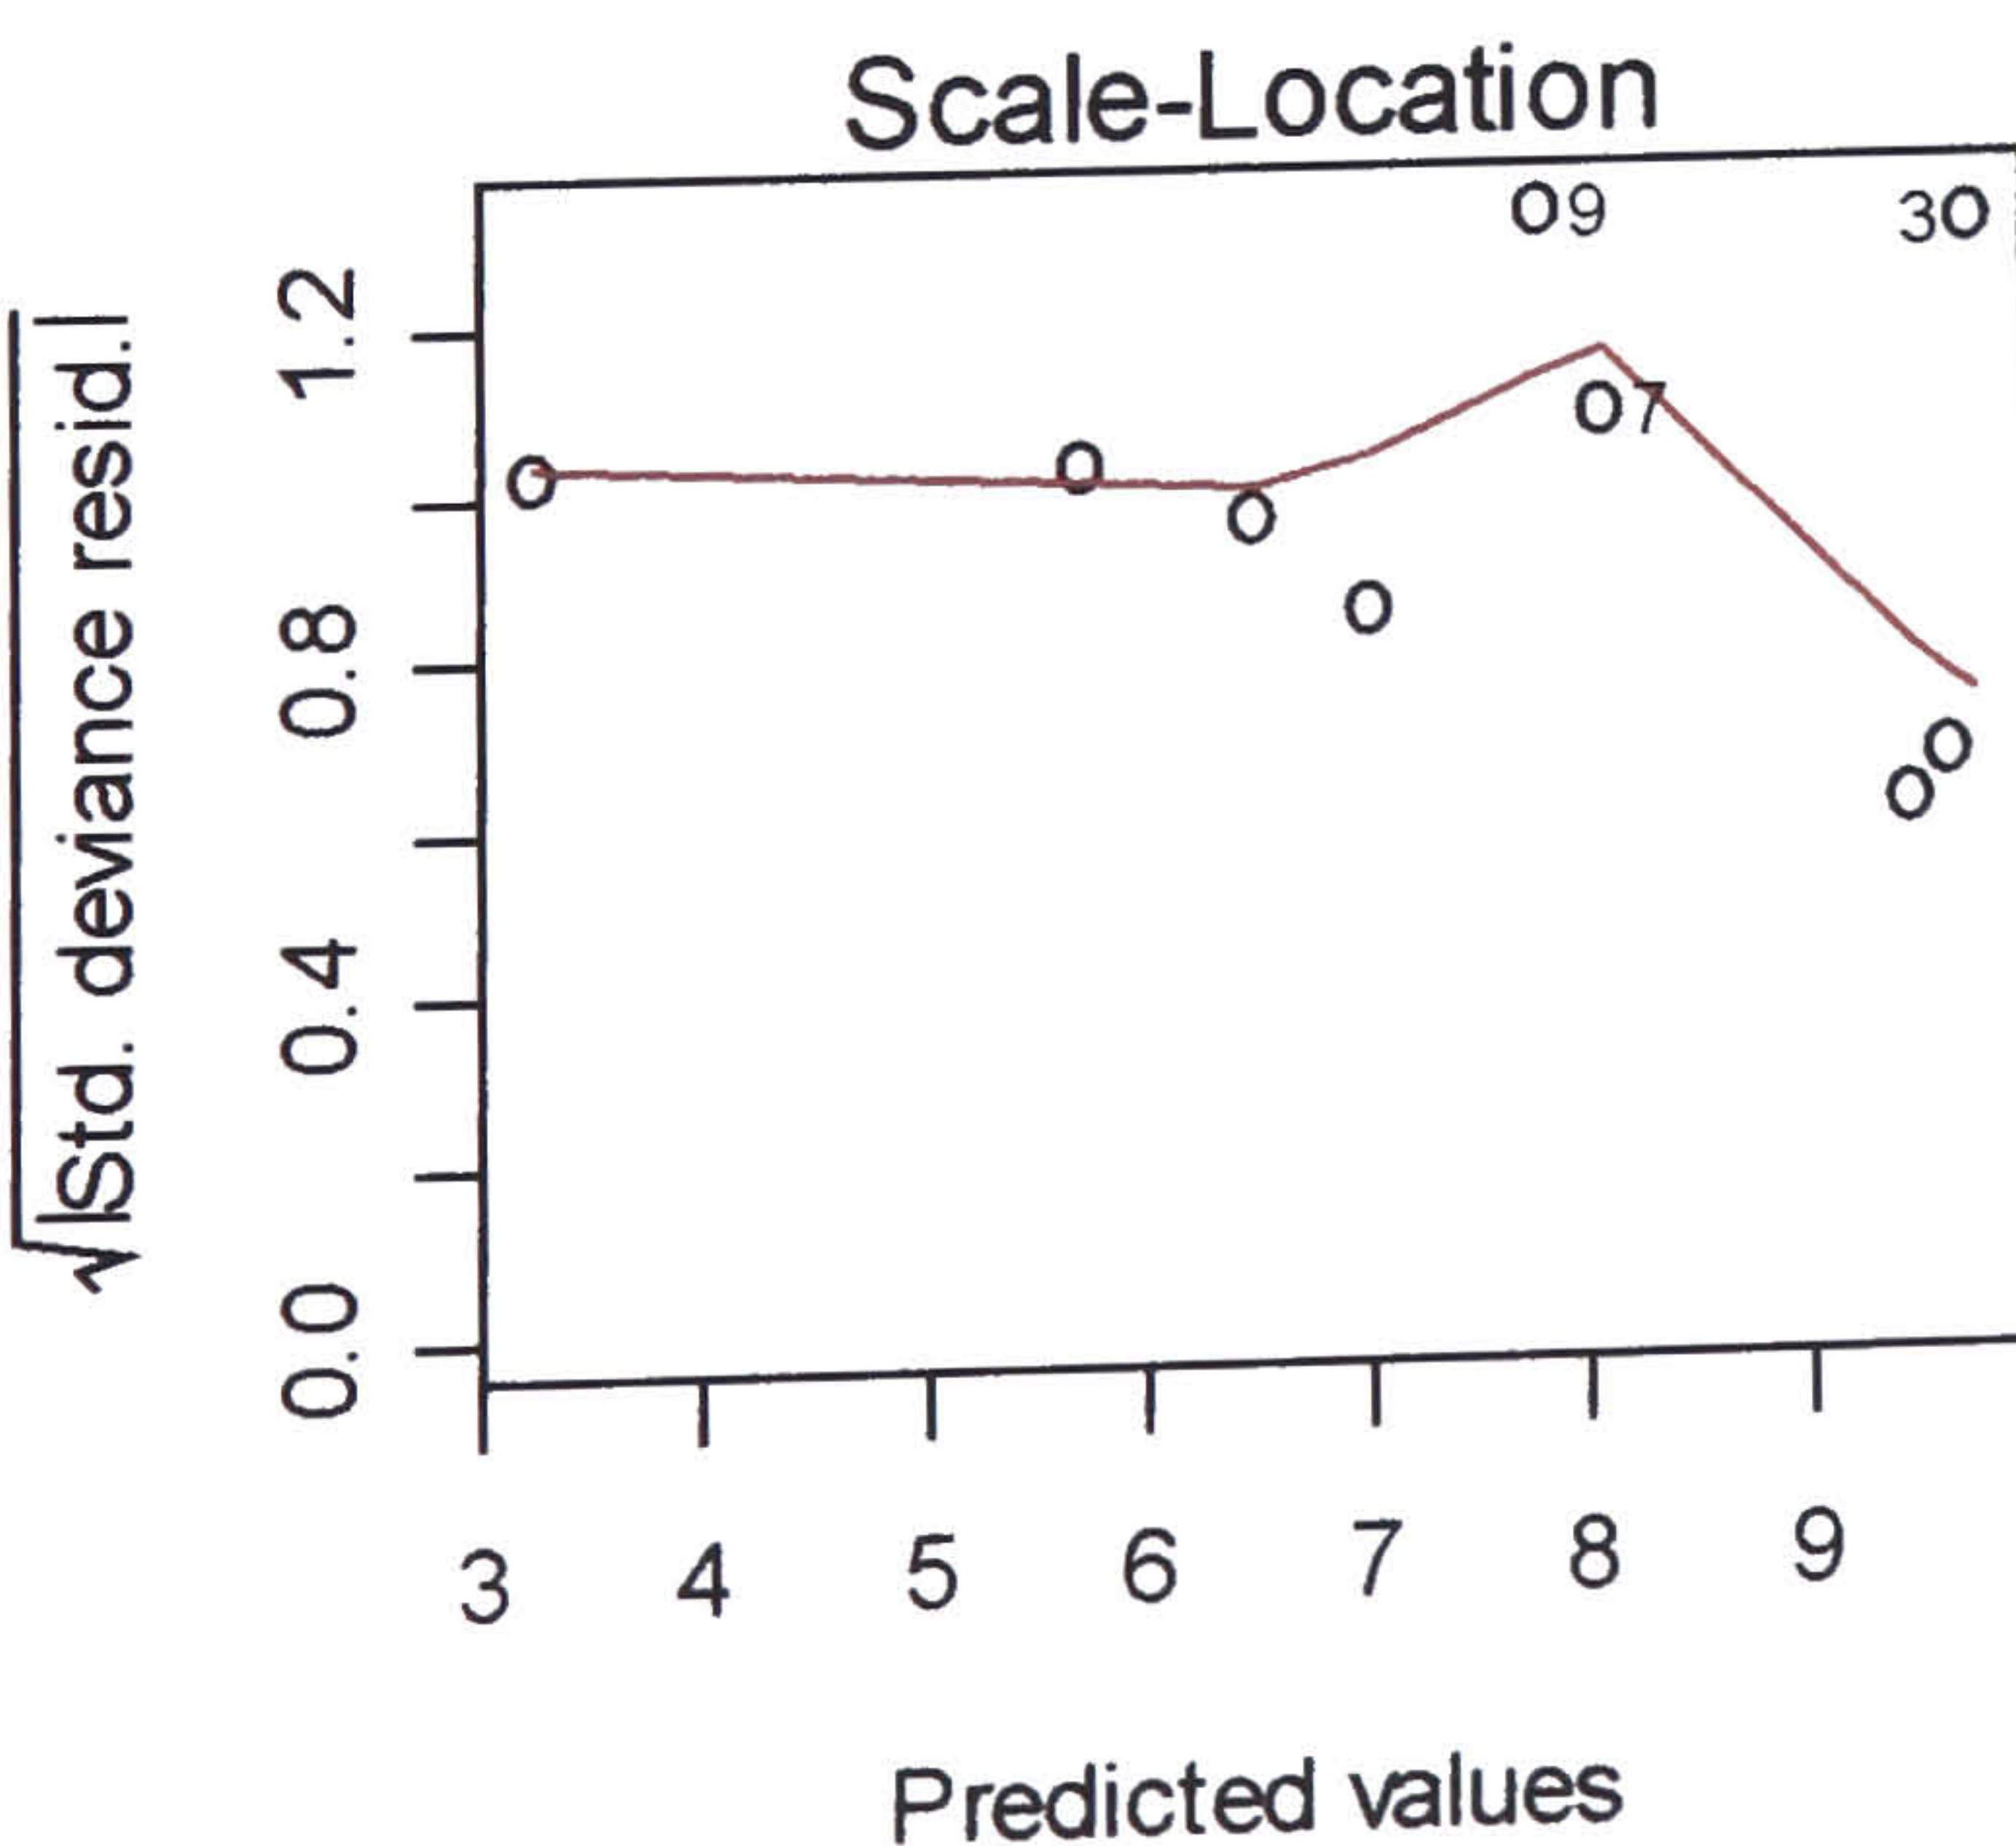 Scale-Location
√|Std. deviance resid.|
1.2
0.8
0.4
0.0
9
3
7
3 4 5 6 7 8 9
Predicted values